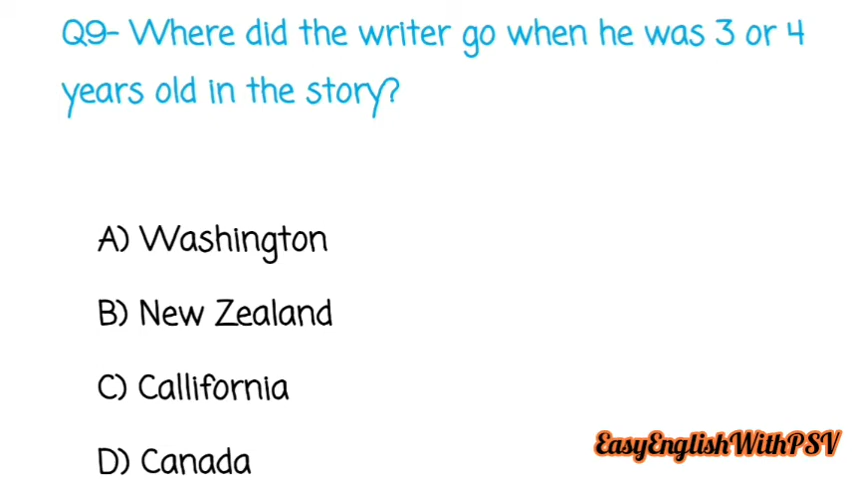 Q9- Where did the writer go when he was 3 or 4
years old in the story?
A) Washington
B) New Zealand
C) Callifornia
D) Canada
EasyEnglishWithPSV